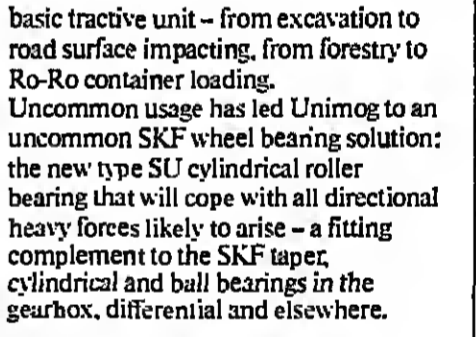 basic tractive unit – from excavation to
road surface impacting, from forestry to
Ro-Ro container loading.
Uncommon usage has led Unimog to an
uncommon SKF wheel bearing solution:
the new type SU cylindrical roller
bearing that will cope with all directional
heavy forces likely to arise – a fitting
complement to the SKF taper,
cylindrical and ball bearings in the
gearbox, differential and elsewhere.